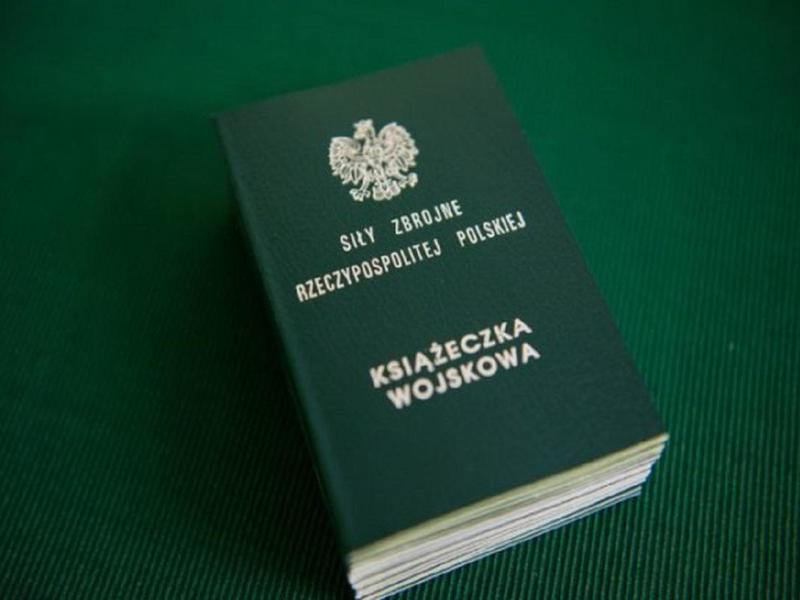 SIŁY ZBROJNE
RZECZYPOSPOLITEJ POLSKIEJ
KSIĄŻECZKA
WOJSKOWA